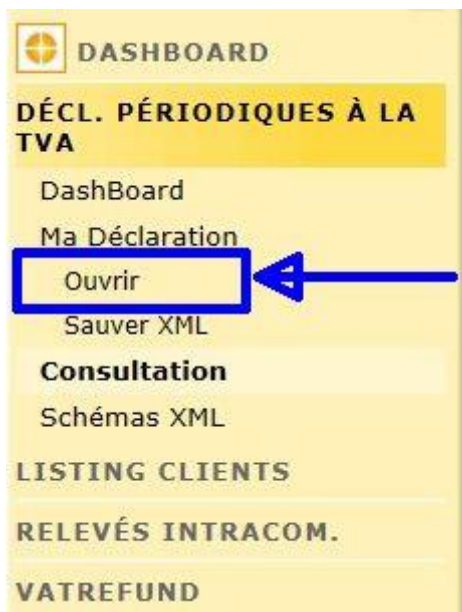 DASHBOARD
DÉCL. PÉRIODIQUES À LA
TVA
DashBoard
Ma Déclaration
Ouvrir
Sauver XML
Consultation
Schémas XML
LISTING CLIENTS
RELEVÉS INTRACOM.
VATREFUND